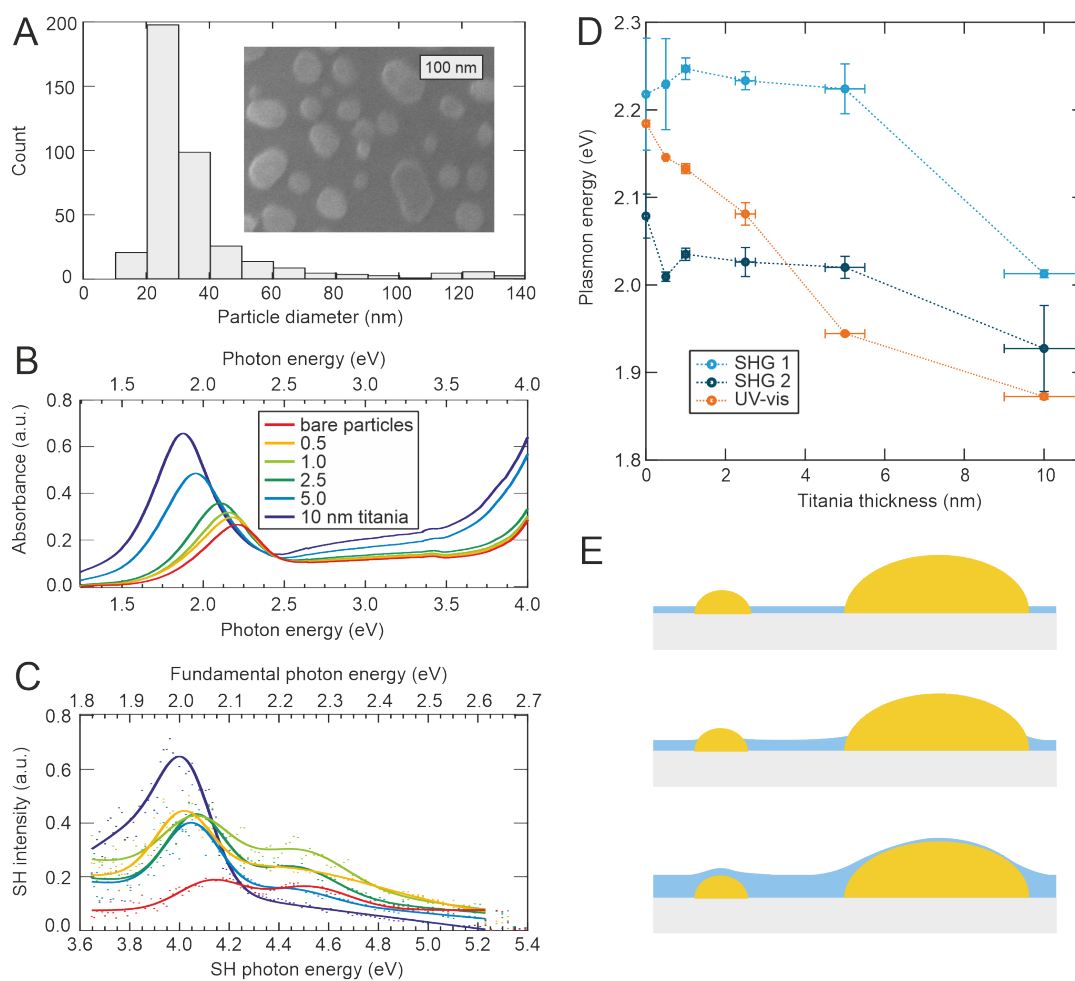 A
200
150
100
50
0
Count
100 nm
0 20 40 60 80 100 120 140
Particle diameter (nm)
B
Photon energy (eV)
1.5 2.0 2.5 3.0 3.5 4.0
0.8
0.6
0.4
0.2
0.0
Absorbance (a.u.)
bare particles
0.5
1.0
2.5
5.0
10 nm titania
1.5 2.0 2.5 3.0 3.5 4.0
Photon energy (eV)
C
Fundamental photon energy (eV)
1.8 1.9 2.0 2.1 2.2 2.3 2.4 2.5 2.6 2.7
0.8
0.6
0.4
0.2
0.0
SH intensity (a.u.)
3.6 3.8 4.0 4.2 4.4 4.6 4.8 5.0 5.2 5.4
SH photon energy (eV)
D
2.3
2.2
2.1
2.0
1.9
1.8
Plasmon energy (eV)
SHG 1
SHG 2
UV-vis
0 2 4 6 8 10
Titania thickness (nm)
E